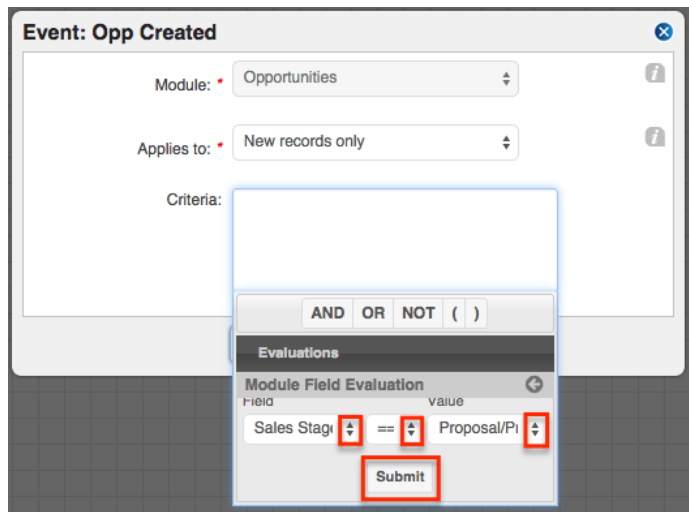 Event: Opp Created
Module: * Opportunities
Applies to: * New records only
Criteria:
AND OR NOT ( )
Evaluations
Module Field Evaluation
Field Value
Sales Stag == Proposal/P
Submit